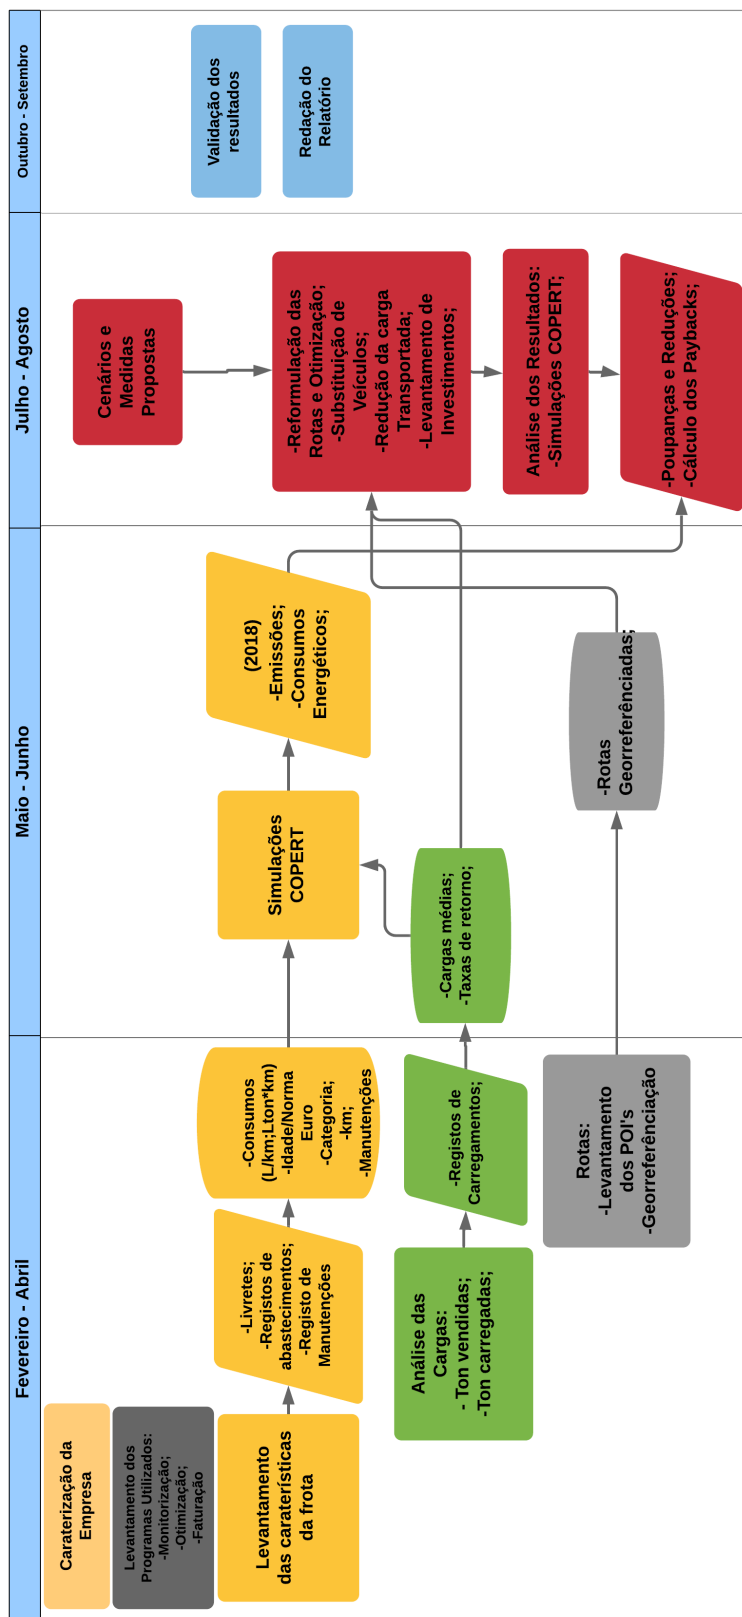 Fevereiro - Abril
Maio - Junho
Julho - Agosto
Outubro - Setembro
Caraterização da
Empresa
Levantamento dos
Programas Utilizados:
-Monitorização;
-Otimização;
-Faturação
Levantamento
das caraterísticas
da frota
-Livretes;
-Registos de
abastecimentos;
-Registo de
Manutenções
-Consumos
(L/km;Lton*km)
-Idade/Norma
Euro
-Categoria;
-km;
-Manutenções
Simulações
COPERT
(2018)
-Emissões;
-Consumos
Energéticos;
Análise das
Cargas:
- Ton vendidas;
-Ton carregadas;
-Registos de
Carregamentos;
-Cargas médias;
-Taxas de retorno;
Rotas:
-Levantamento
dos POI's
-Georreferênciação
-Rotas
Georreferênciadas;
Cenários e
Medidas
Propostas
-Reformulação das
Rotas e Otimização;
-Substituição de
Veículos;
-Redução da carga
Transportada;
-Levantamento de
Investimentos;
Análise dos Resultados:
-Simulações COPERT;
-Poupanças e Reduções;
-Cálculo dos Paybacks;
Validação dos
resultados
Redação do
Relatório